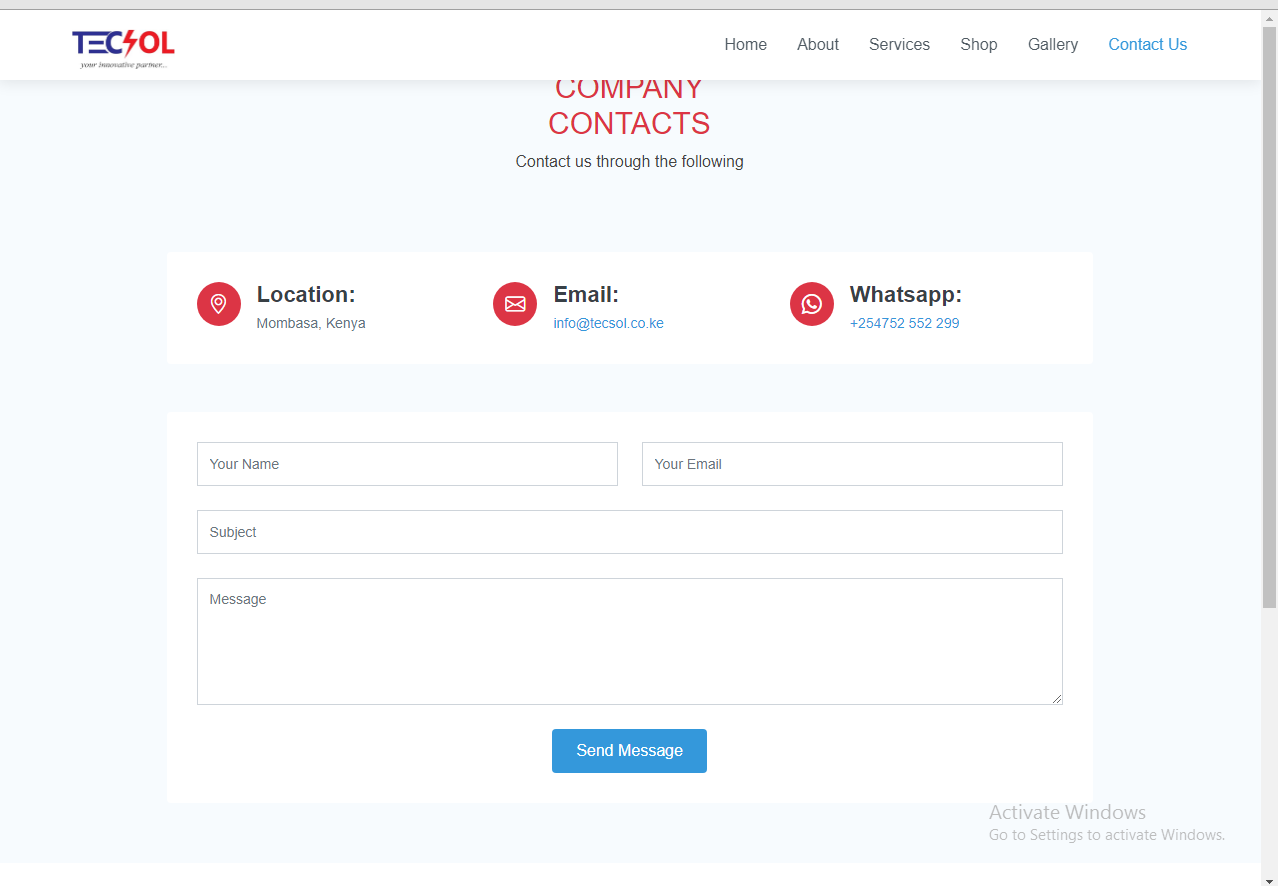 TECSOL
your innovative partner...
Home About Services Shop Gallery Contact Us
COMPANY
CONTACTS
Contact us through the following
Location:
Mombasa, Kenya
Email:
info@tecsol.co.ke
Whatsapp:
+254752 552 299
Your Name
Your Email
Subject
Message
Send Message
Activate Windows
Go to Settings to activate Windows.